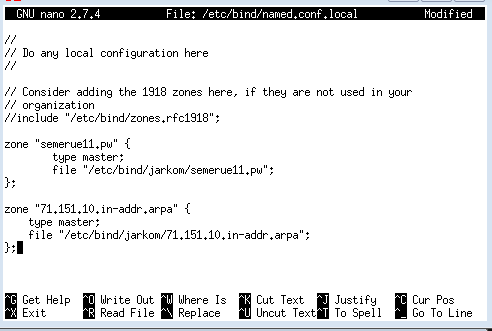 GNU nano 2.7.4 File: /etc/bind/named.conf.local Modified
//
// Do any local configuration here
//
// Consider adding the 1918 zones here, if they are not used in your
// organization
//include "/etc/bind/zones.rfc1918";
zone "semerue11.pw" {
type master;
file "/etc/bind/jarkom/semerue11.pw";
};
zone "71.151.10.in-addr.arpa" {
type master;
file "/etc/bind/jarkom/71.151.10.in-addr.arpa";
};
^G Get Help ^O Write Out ^W Where Is ^K Cut Text ^J Justify ^C Cur Pos
^X Exit ^R Read File ^\ Replace ^U Uncut Text ^T To Spell ^_ Go To Line